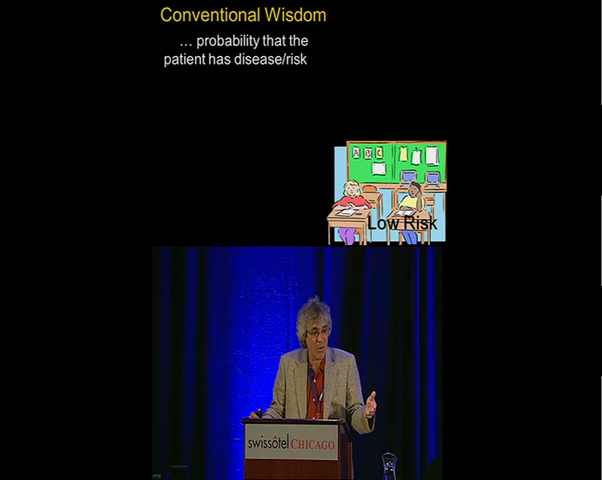 Conventional Wisdom
... probability that the
patient has disease/risk
A B C
Low Risk
swissôtel CHICAGO